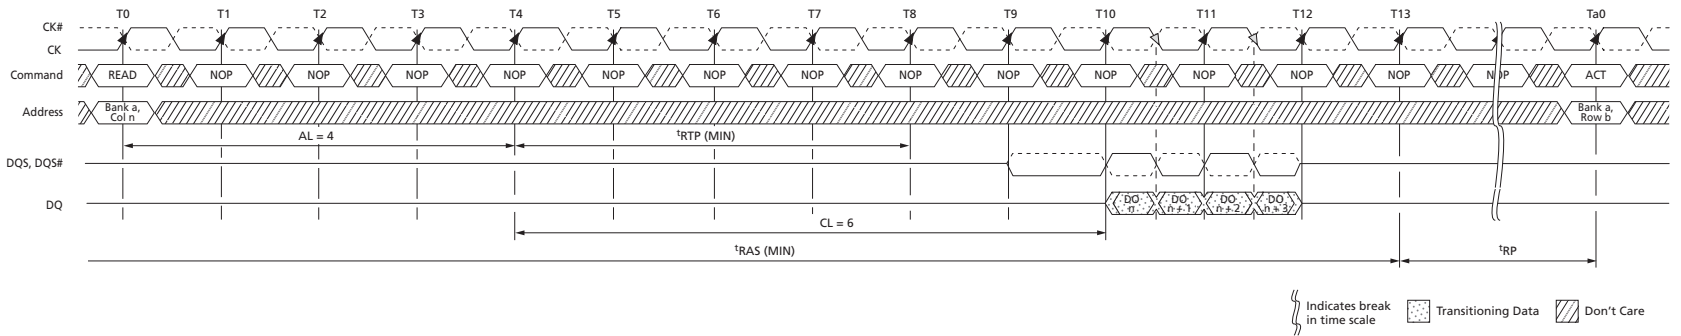 T0 T1 T2 T3 T4 T5 T6 T7 T8 T9 T10 T11 T12 T13 Ta0
CK#
CK
Command READ NOP NOP NOP NOP NOP NOP NOP NOP NOP NOP NOP NOP NOP NOP ACT
Address Bank a, Col n Bank a, Row b
AL = 4 tRTP (MIN)
DQS, DQS#
DQ DO n DO n + 1 DO n + 2 DO n + 3
CL = 6
tRAS (MIN) tRP
Indicates break in time scale Transitioning Data Don't Care